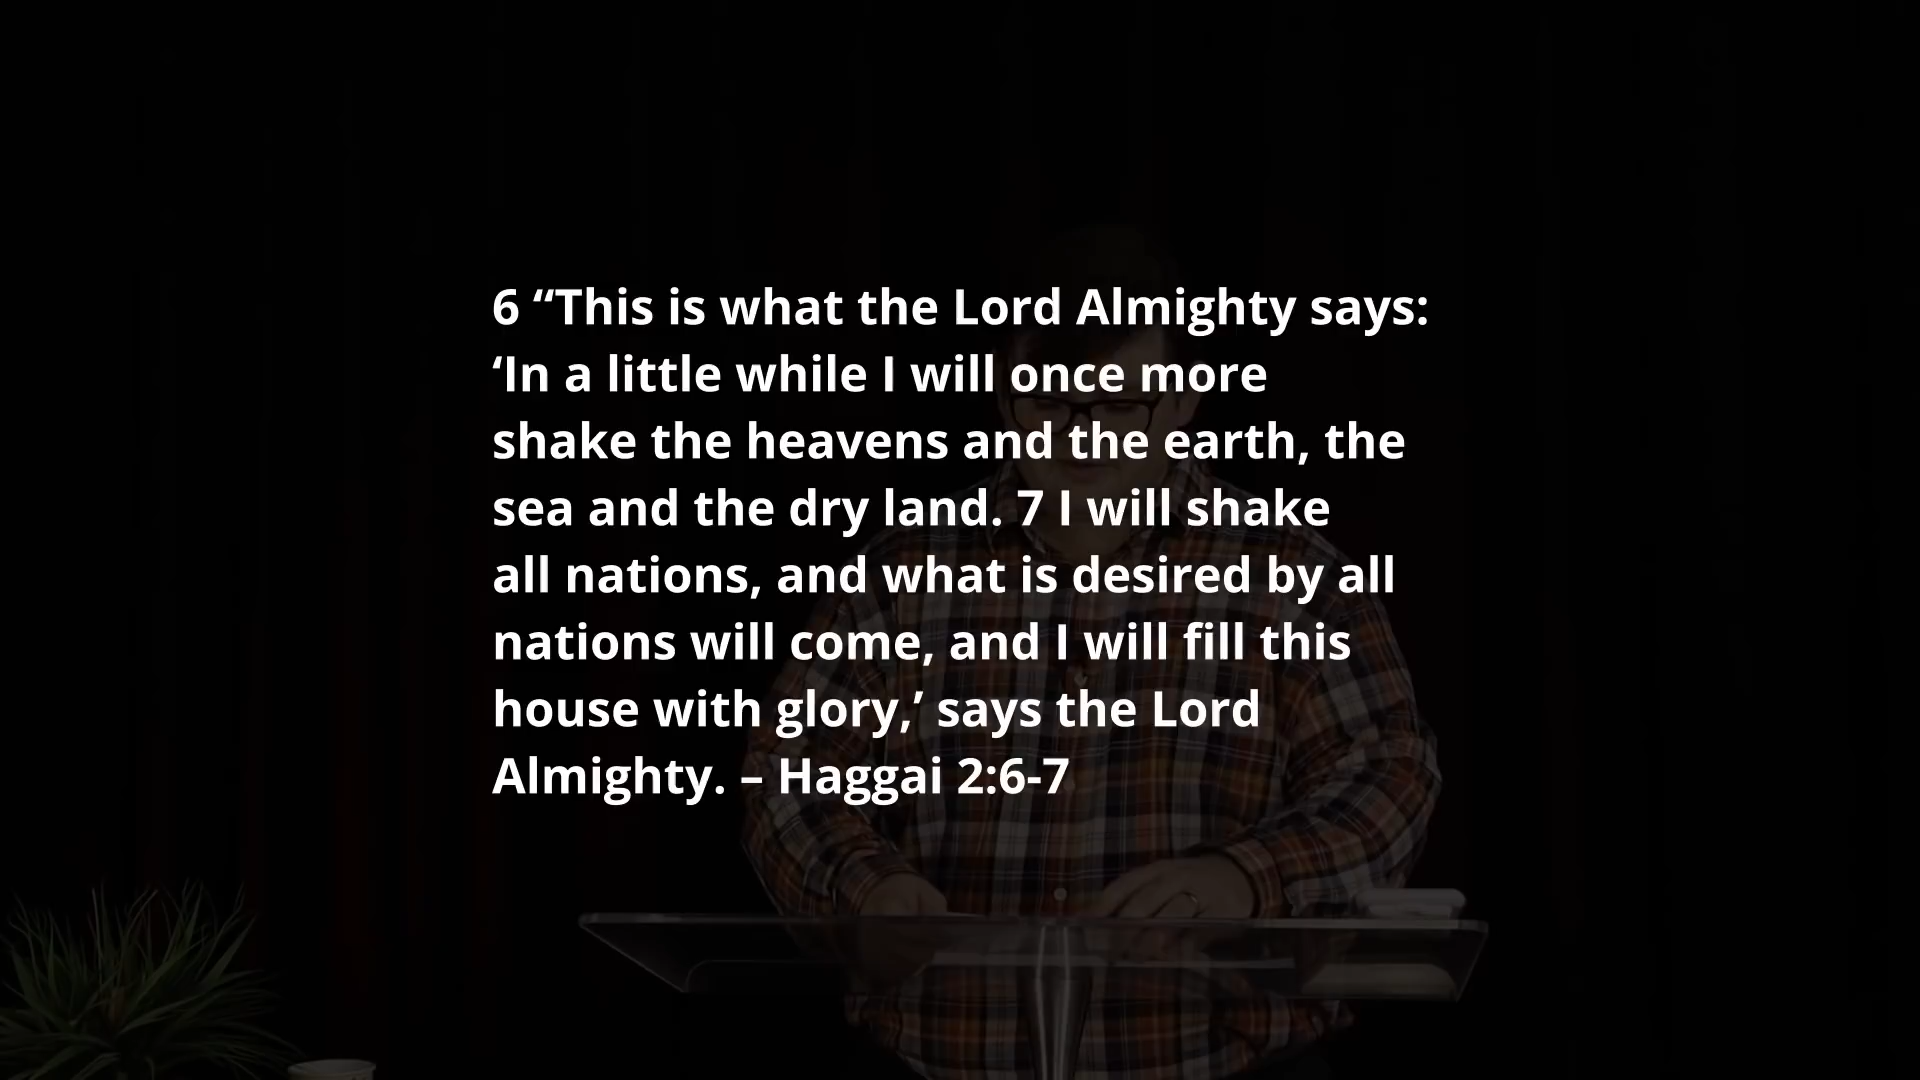 6 “This is what the Lord Almighty says:
‘In a little while I will once more
shake the heavens and the earth, the
sea and the dry land. 7 I will shake
all nations, and what is desired by all
nations will come, and I will fill this
house with glory,’ says the Lord
Almighty. – Haggai 2:6-7